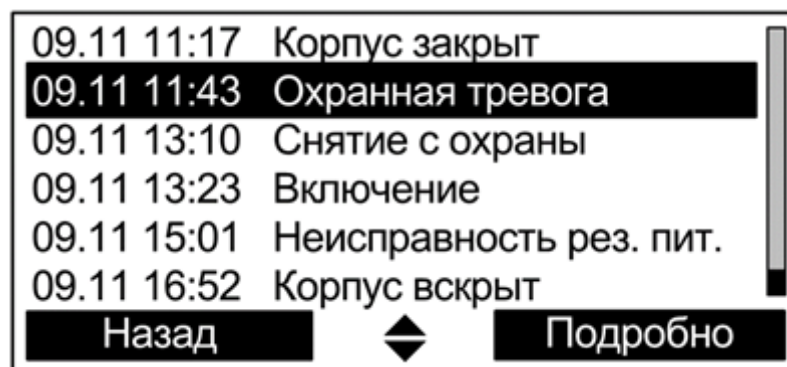 09.11 11:17 Корпус закрыт
09.11 11:43 Охранная тревога
09.11 13:10 Снятие с охраны
09.11 13:23 Включение
09.11 15:01 Неисправность рез. пит.
09.11 16:52 Корпус вскрыт
Назад Подробно